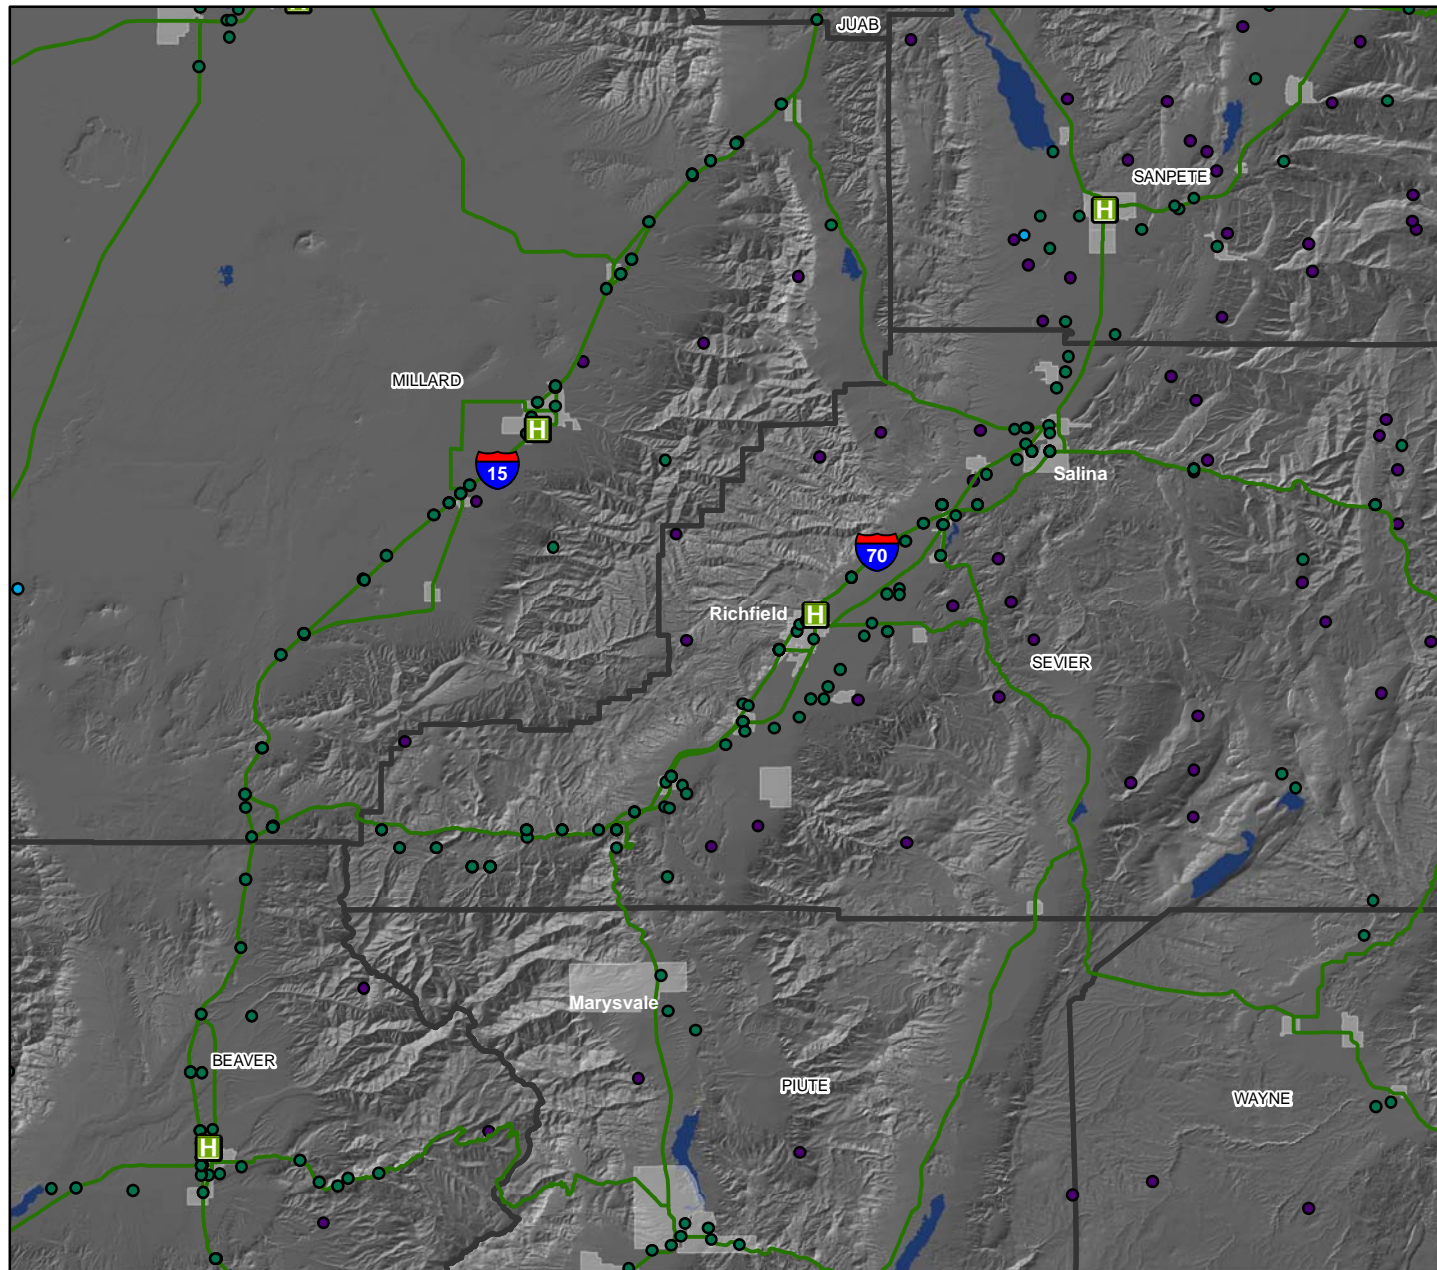 H
JUAB
SANPETE
H
MILLARD
H
15
Salina
70
Richfield
H
SEVIER
Marysvale
BEAVER
PIUTE
WAYNE
H